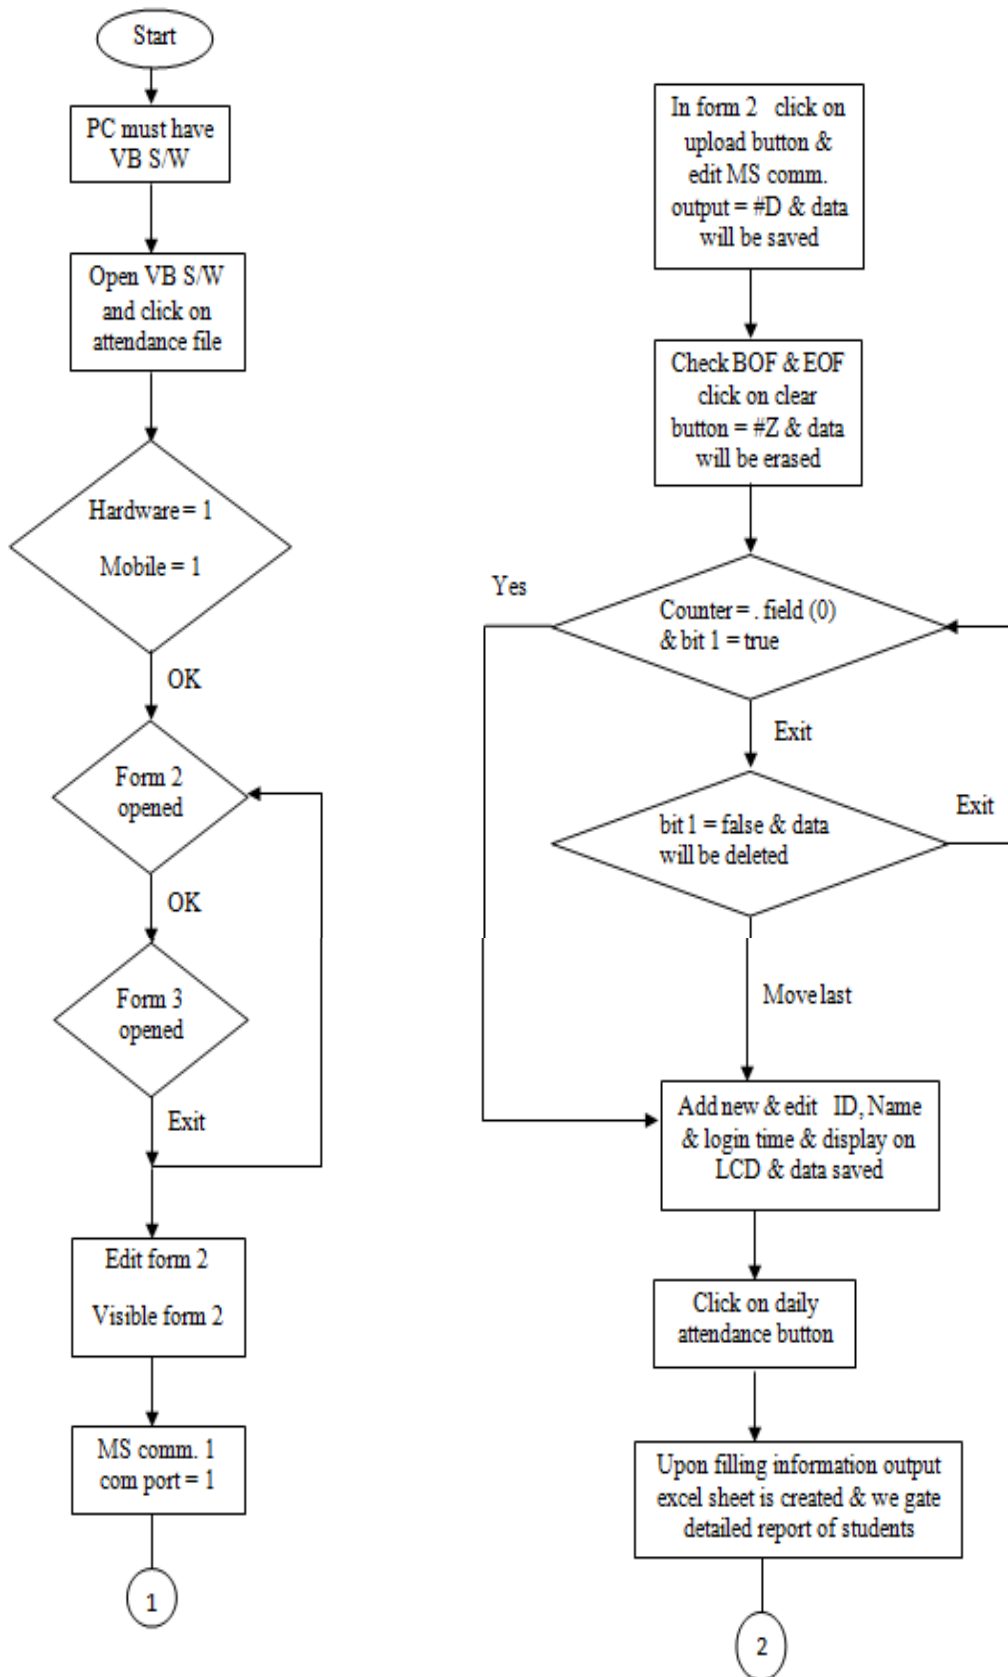 Start
PC must have
VB S/W
Open VB S/W
and click on
attendance file
Hardware = 1
Mobile = 1
OK
Form 2
opened
OK
Form 3
opened
Exit
Edit form 2
Visible form 2
MS comm. 1
com port = 1
1
In form 2 click on
upload button &
edit MS comm.
output = #D & data
will be saved
Check BOF & EOF
click on clear
button = #Z & data
will be erased
Yes
Counter = . field (0)
& bit 1 = true
Exit
bit 1 = false & data
will be deleted
Exit
Move last
Add new & edit ID, Name
& login time & display on
LCD & data saved
Click on daily
attendance button
Upon filling information output
excel sheet is created & we gate
detailed report of students
2